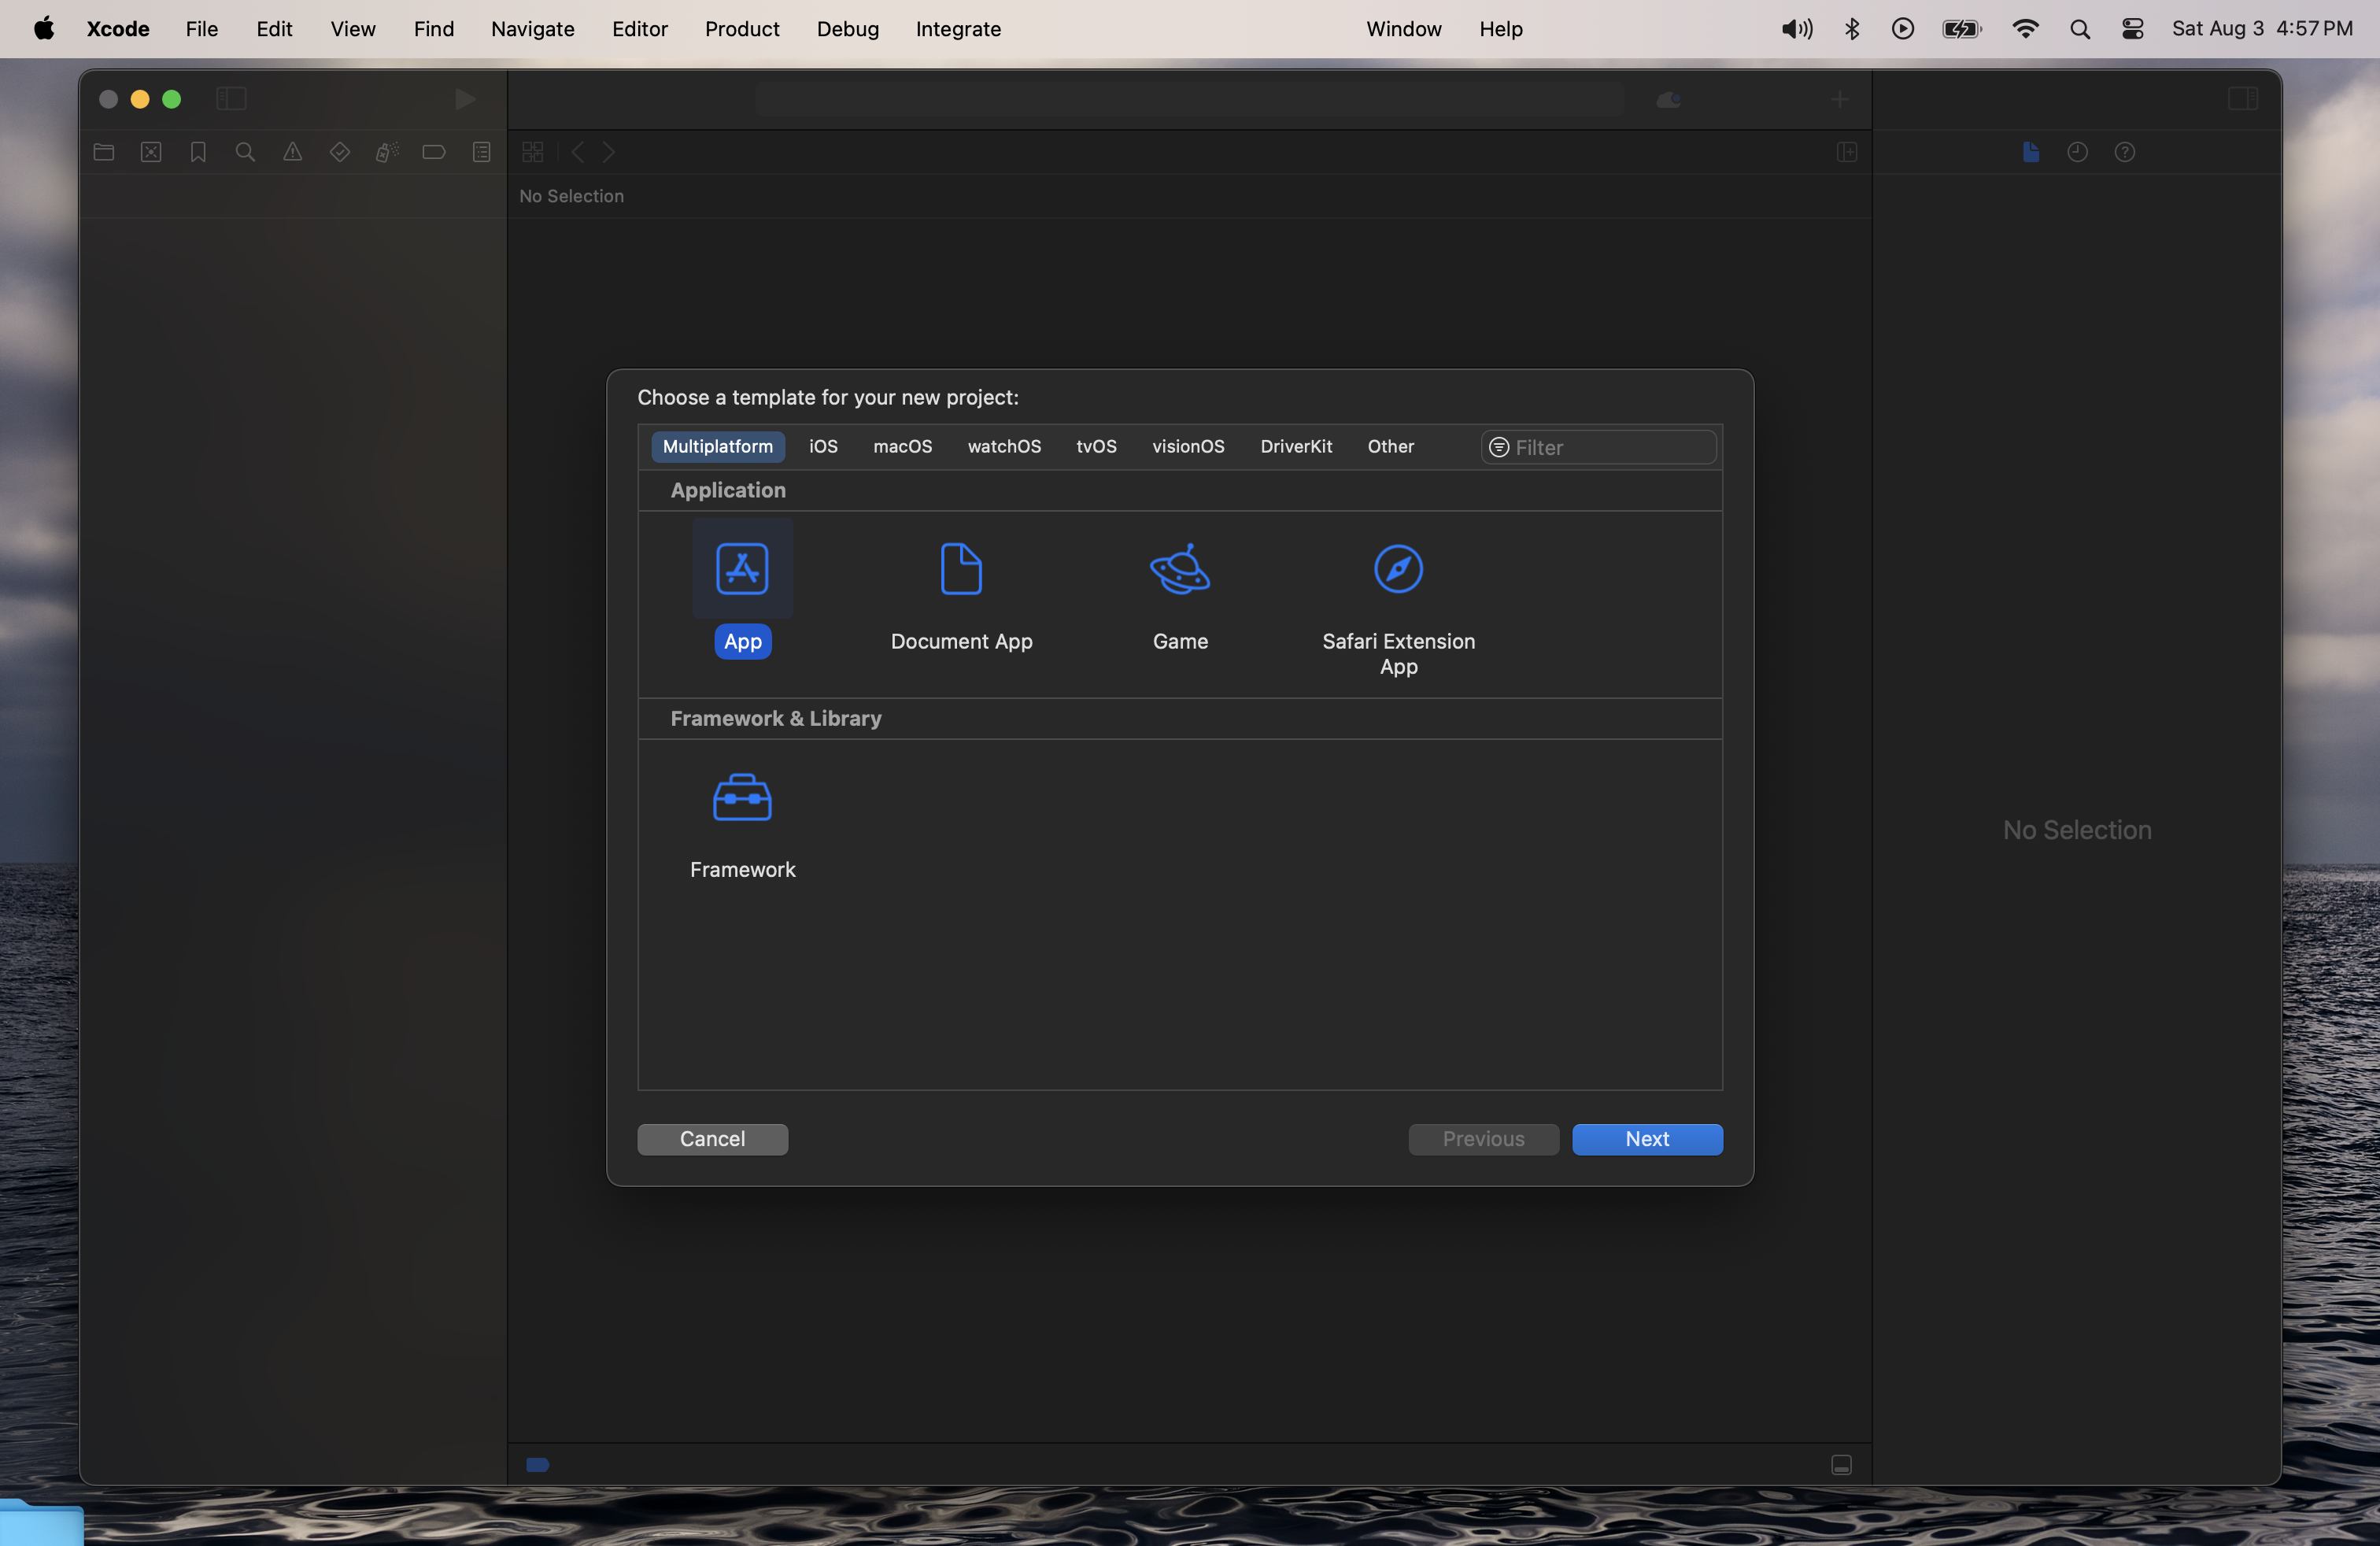 Xcode File Edit View Find Navigate Editor Product Debug Integrate Window Help Sat Aug 3 4:57 PM
No Selection
Choose a template for your new project:
Multiplatform iOS macOS watchOS tvOS visionOS DriverKit Other Filter
Application
App Document App Game Safari Extension
App
Framework & Library
Framework
No Selection
Cancel Previous Next